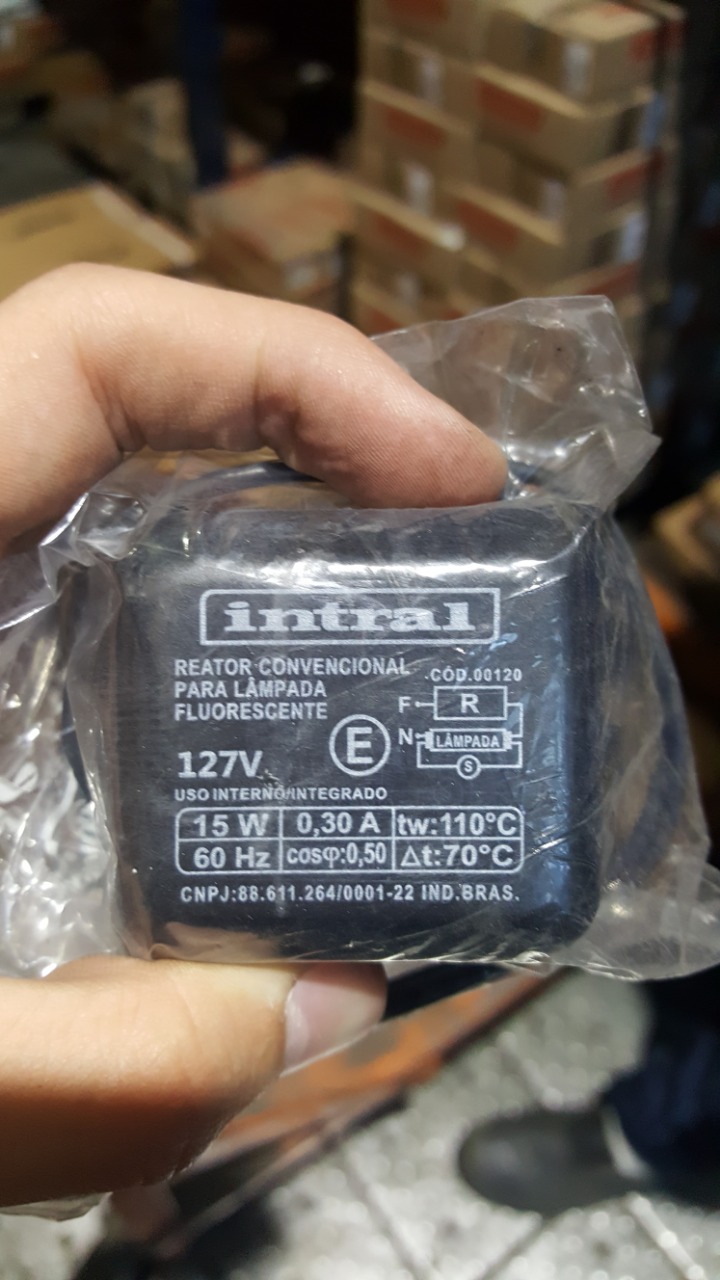 intral
REATOR CONVENCIONAL
PARA LÂMPADA
FLUORESCENTE
CÓD.00120
F
R
N
LÂMPADA
S
E
127V
USO INTERNO/INTEGRADO
15 W 0,30 A tw:110°C
60 Hz cosφ:0,50 Δt:70°C
CNPJ:88.611.264/0001-22 IND.BRAS.